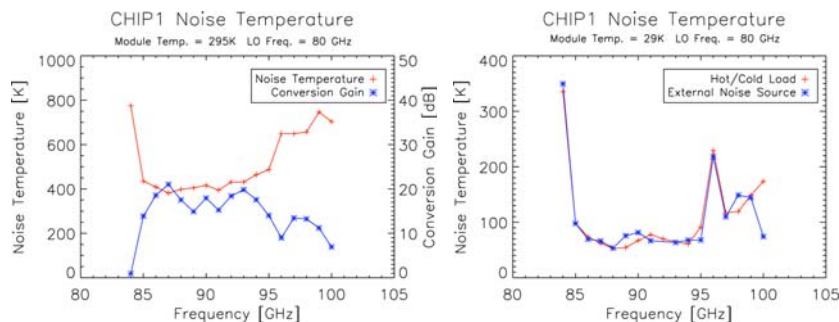 CHIP1 Noise Temperature
Module Temp. = 295K LO Freq. = 80 GHz
Noise Temperature
Conversion Gain
Noise Temperature [K]
1000
800
600
400
200
0
50
40
30
20
10
0
Conversion Gain [dB]
80 85 90 95 100 105
Frequency [GHz]
CHIP1 Noise Temperature
Module Temp. = 29K LO Freq. = 80 GHz
Hot/Cold Load
External Noise Source
Noise Temperature [K]
400
300
200
100
0
80 85 90 95 100 105
Frequency [GHz]